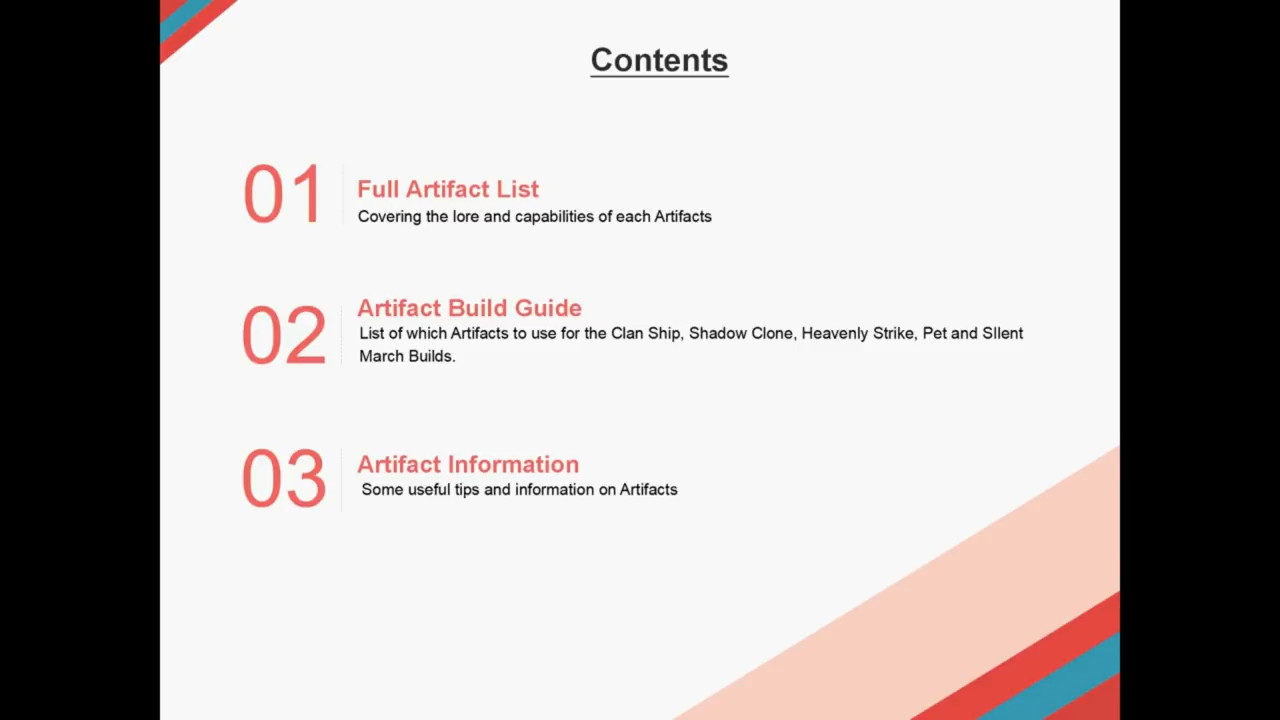 Contents
01
Full Artifact List
Covering the lore and capabilities of each Artifacts
02
Artifact Build Guide
List of which Artifacts to use for the Clan Ship, Shadow Clone, Heavenly Strike, Pet and SIlent
March Builds.
03
Artifact Information
Some useful tips and information on Artifacts